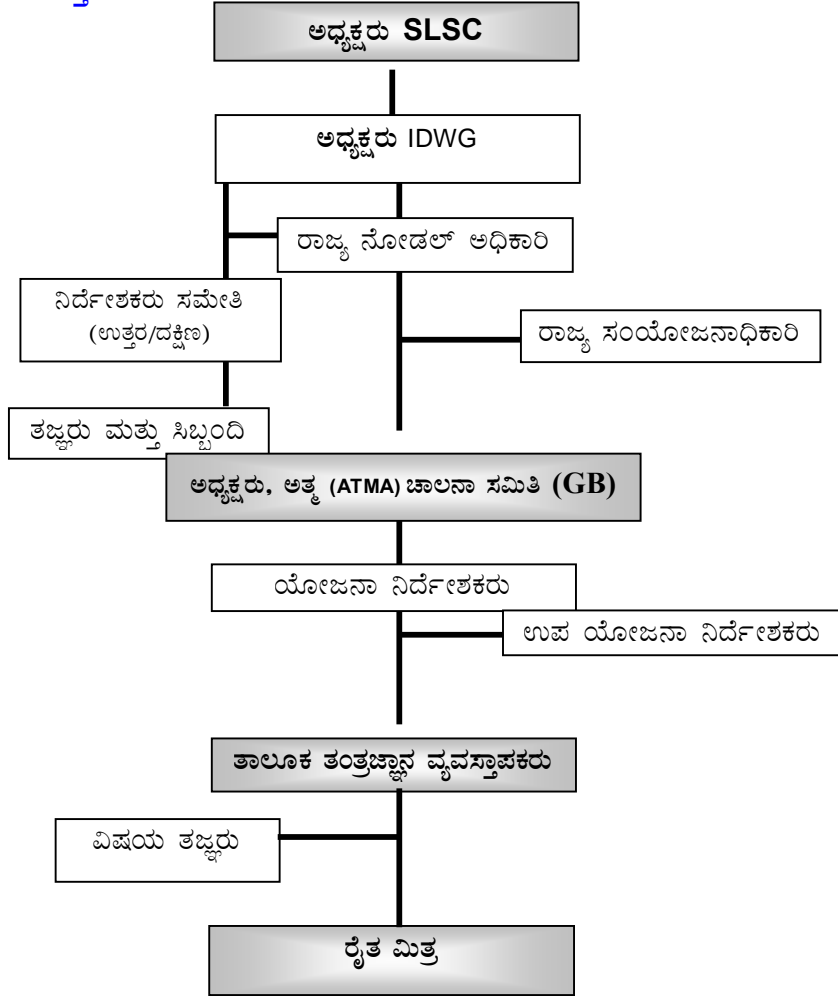 ಅಧ್ಯಕ್ಷರು SLSC
ಅಧ್ಯಕ್ಷರು IDWG
ರಾಜ್ಯ ನೋಡಲ್ ಅಧಿಕಾರಿ
ನಿರ್ದೇಶಕರು ಸಮೇತಿ
(ಉತ್ತರ/ದಕ್ಷಿಣ)
ರಾಜ್ಯ ಸಂಯೋಜನಾಧಿಕಾರಿ
ತಜ್ಞರು ಮತ್ತು ಸಿಬ್ಬಂದಿ
ಅಧ್ಯಕ್ಷರು, ಅತ್ಮ (ATMA) ಚಾಲನಾ ಸಮಿತಿ (GB)
ಯೋಜನಾ ನಿರ್ದೇಶಕರು
ಉಪ ಯೋಜನಾ ನಿರ್ದೇಶಕರು
ತಾಲೂಕ ತಂತ್ರಜ್ಞಾನ ವ್ಯವಸ್ತಾಪಕರು
ವಿಷಯ ತಜ್ಞರು
ರೈತ ಮಿತ್ರ